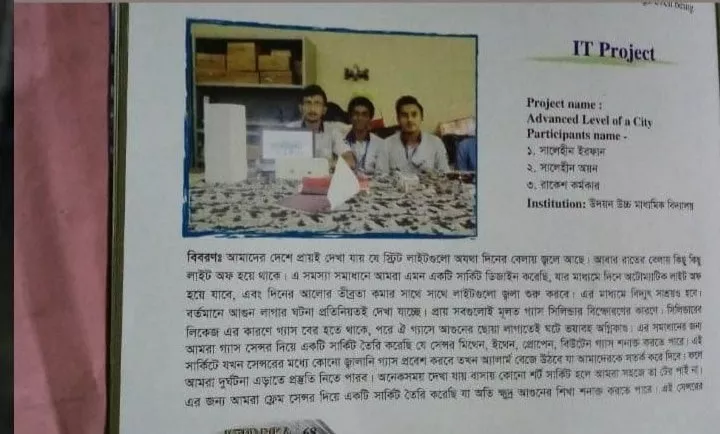 being.
IT Project
Project name :
Advanced Level of a City
Participants name -
১. সালেহীন ইরফান
২. সালেহীন অয়ন
৩. রাকেশ কর্মকার
Institution: উদয়ন উচ্চ মাধ্যমিক বিদ্যালয়
বিবরণঃ আমাদের দেশে প্রায়ই দেখা যায় যে স্ট্রিট লাইটগুলো অযথা দিনের বেলায় জ্বলে আছে। আবার রাতের বেলায় কিছু কিছু
লাইট অফ হয়ে থাকে। এ সমস্যা সমাধানে আমরা এমন একটি সার্কিট ডিজাইন করেছি, যার মাধ্যমে দিনে অটোম্যাটিক লাইট অফ
হয়ে যাবে, এবং দিনের আলোর তীব্রতা কমার সাথে সাথে লাইটগুলো জ্বলা শুরু করবে। এর মাধ্যমে বিদ্যুৎ সাশ্রয়ও হবে।
বর্তমানে আগুন লাগার ঘটনা প্রতিনিয়তই দেখা যাচ্ছে। প্রায় সবগুলোই মূলত গ্যাস সিলিন্ডার বিস্ফোরণের কারণে। সিলিন্ডারের
লিকেজ এর কারণে গ্যাস বের হতে থাকে, পরে ঐ গ্যাসে আগুনের ছোয়া লাগাতেই ঘটে ভয়াবহ অগ্নিকাণ্ড। এর সমাধানের জন্য
আমরা গ্যাস সেন্সর দিয়ে একটি সার্কিট তৈরি করেছি যে সেন্সর মিথেন, ইথেন, প্রোপেন, বিউটেন গ্যাস শনাক্ত করতে পারে। এই
সার্কিটে যখন সেন্সরের মধ্যে কোনো জ্বালানি গ্যাস প্রবেশ করবে তখন অ্যালার্ম বেজে উঠবে যা আমাদেরকে সতর্ক করে দিবে। ফলে
আমরা দুর্ঘটনা এড়াতে প্রস্তুতি নিতে পারব। অনেকসময় দেখা যায় বাসায় কোনো শর্ট সার্কিট হলে আমরা সহজে তা টের পাই না।
এর জন্য আমরা ফ্লেম সেন্সর দিয়ে একটি সার্কিট তৈরি করেছি যা অতি ক্ষুদ্র আগুনের শিখা শনাক্ত করতে পারে। এই সেন্সরের
68